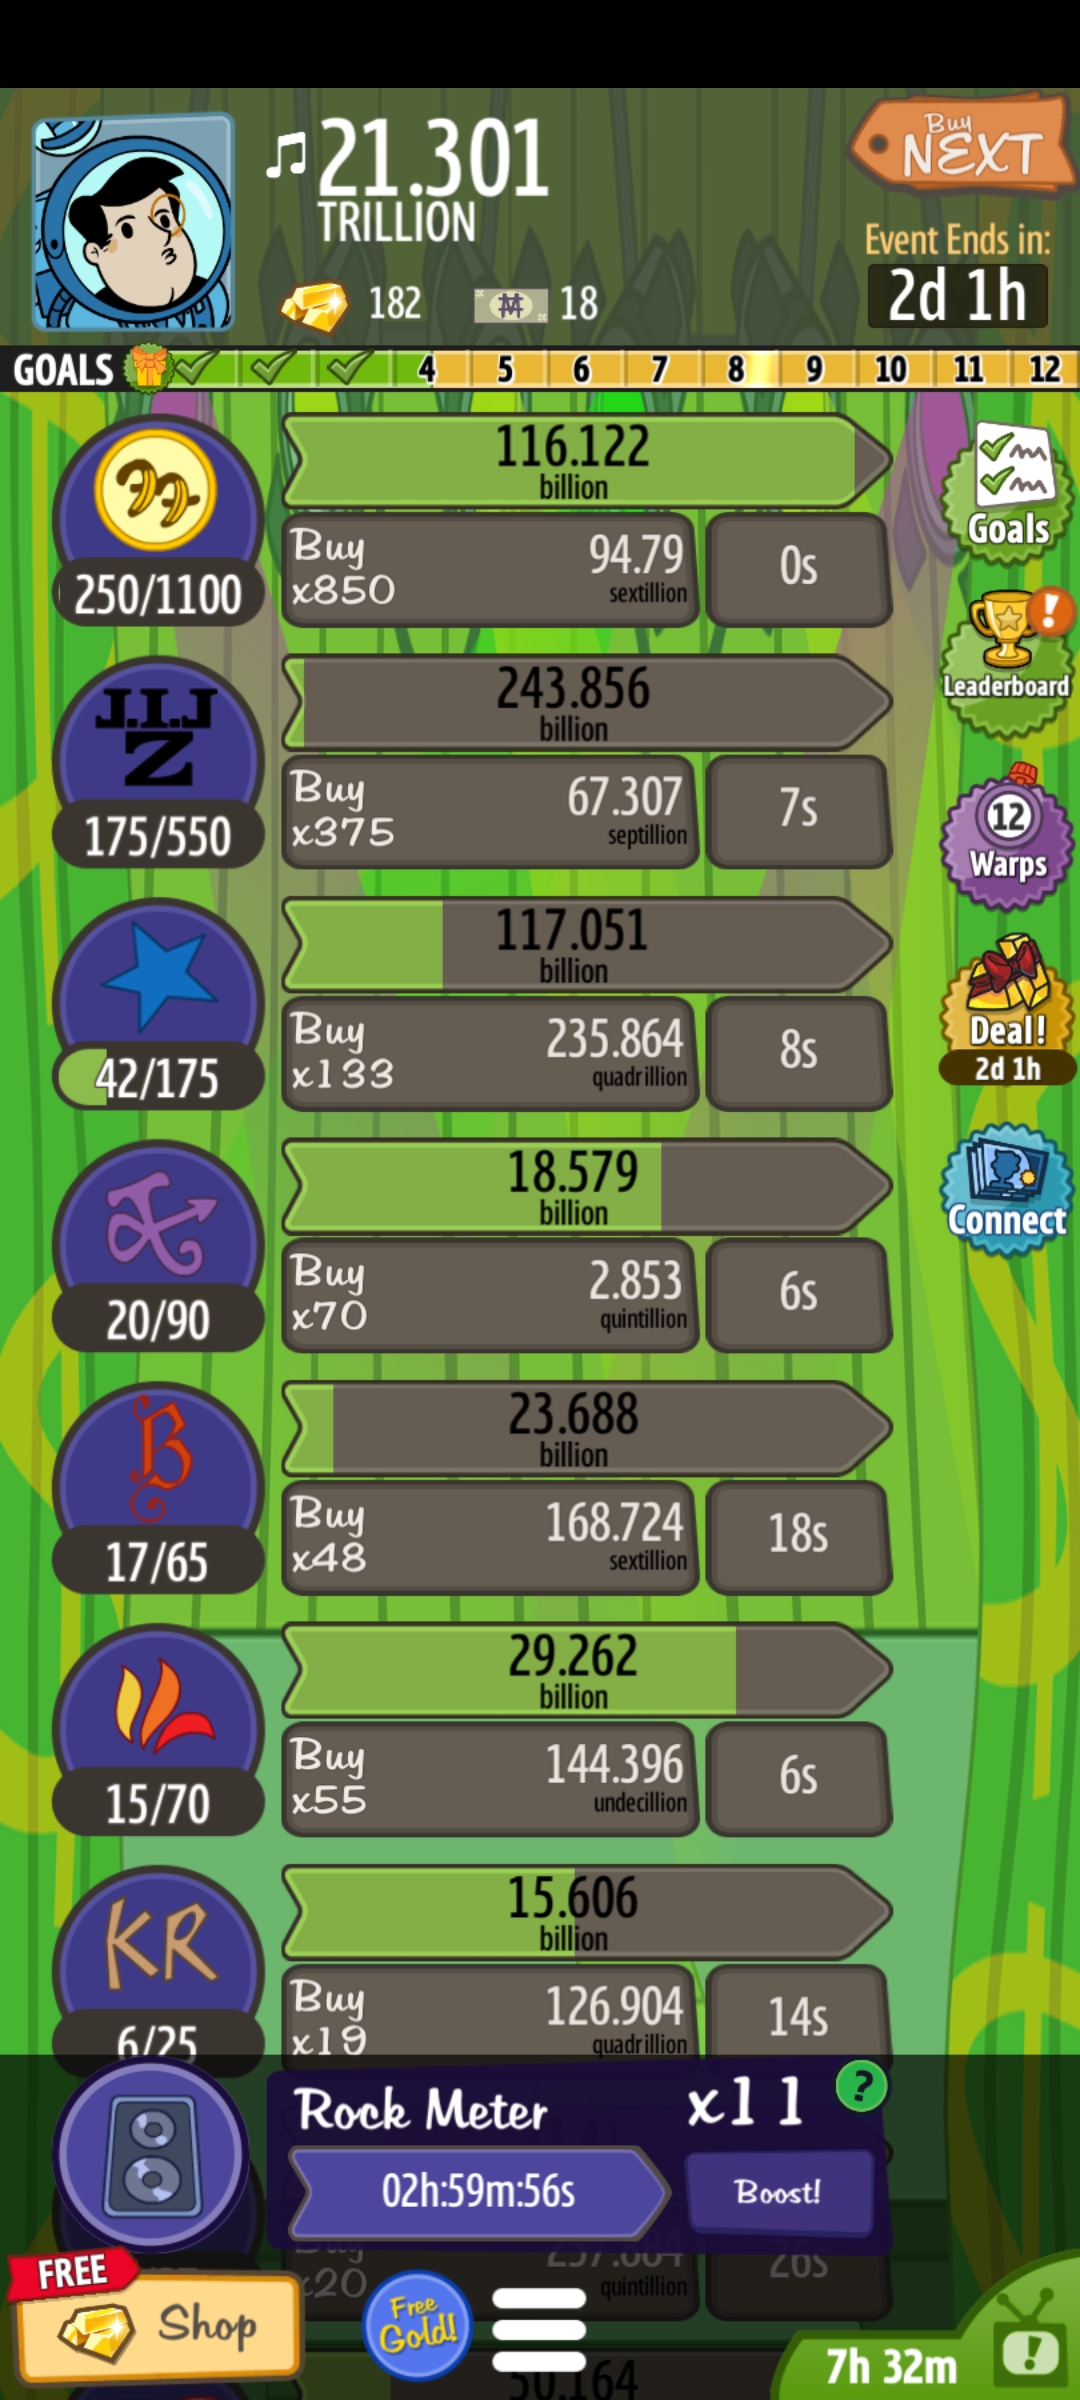 ♫21.301
TRILLION
182
18
Buy
NEXT
Event Ends in:
2d 1h
GOALS
4 5 6 7 8 9 10 11 12
116.122
billion
250/1100
Buy
x850
94.79
sextillion
0s
Goals
Leaderboard
J.I.J
Z
243.856
billion
175/550
Buy
x375
67.307
septillion
7s
12
Warps
117.051
billion
42/175
Buy
x133
235.864
quadrillion
8s
Deal!
2d 1h
18.579
billion
20/90
Buy
x70
2.853
quintillion
6s
Connect
B
23.688
billion
17/65
Buy
x48
168.724
sextillion
18s
29.262
billion
15/70
Buy
x55
144.396
undecillion
6s
KR
15.606
billion
6/25
Buy
x19
126.904
quadrillion
14s
Rock Meter
x11
?
02h:59m:56s
Boost!
Buy
x20
257.884
quintillion
26s
FREE
Shop
Free
Gold!
50.164
7h 32m